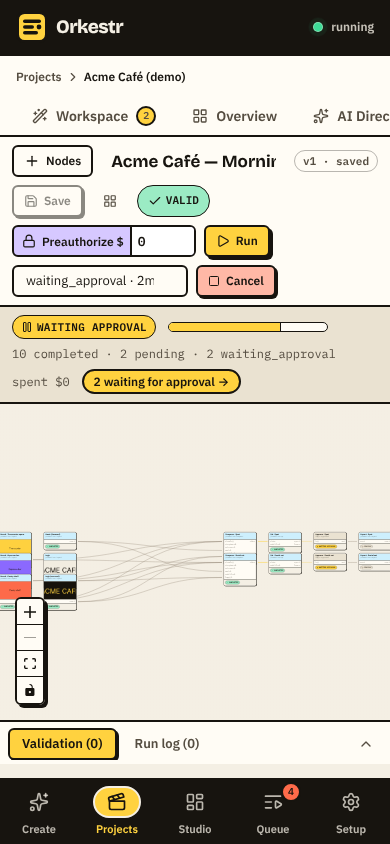 Orkestr
running
Projects > Acme Café (demo)
Workspace 2 Overview AI Direc
Nodes Acme Café — Mornir v1 · saved
Save VALID
Preauthorize $ 0 Run
waiting_approval · 2m Cancel
WAITING APPROVAL
10 completed · 2 pending · 2 waiting_approval
spent $0 2 waiting for approval →
ACME CAF
ACME CAF
Validation (0) Run log (0)
4
Create Projects Studio Queue Setup